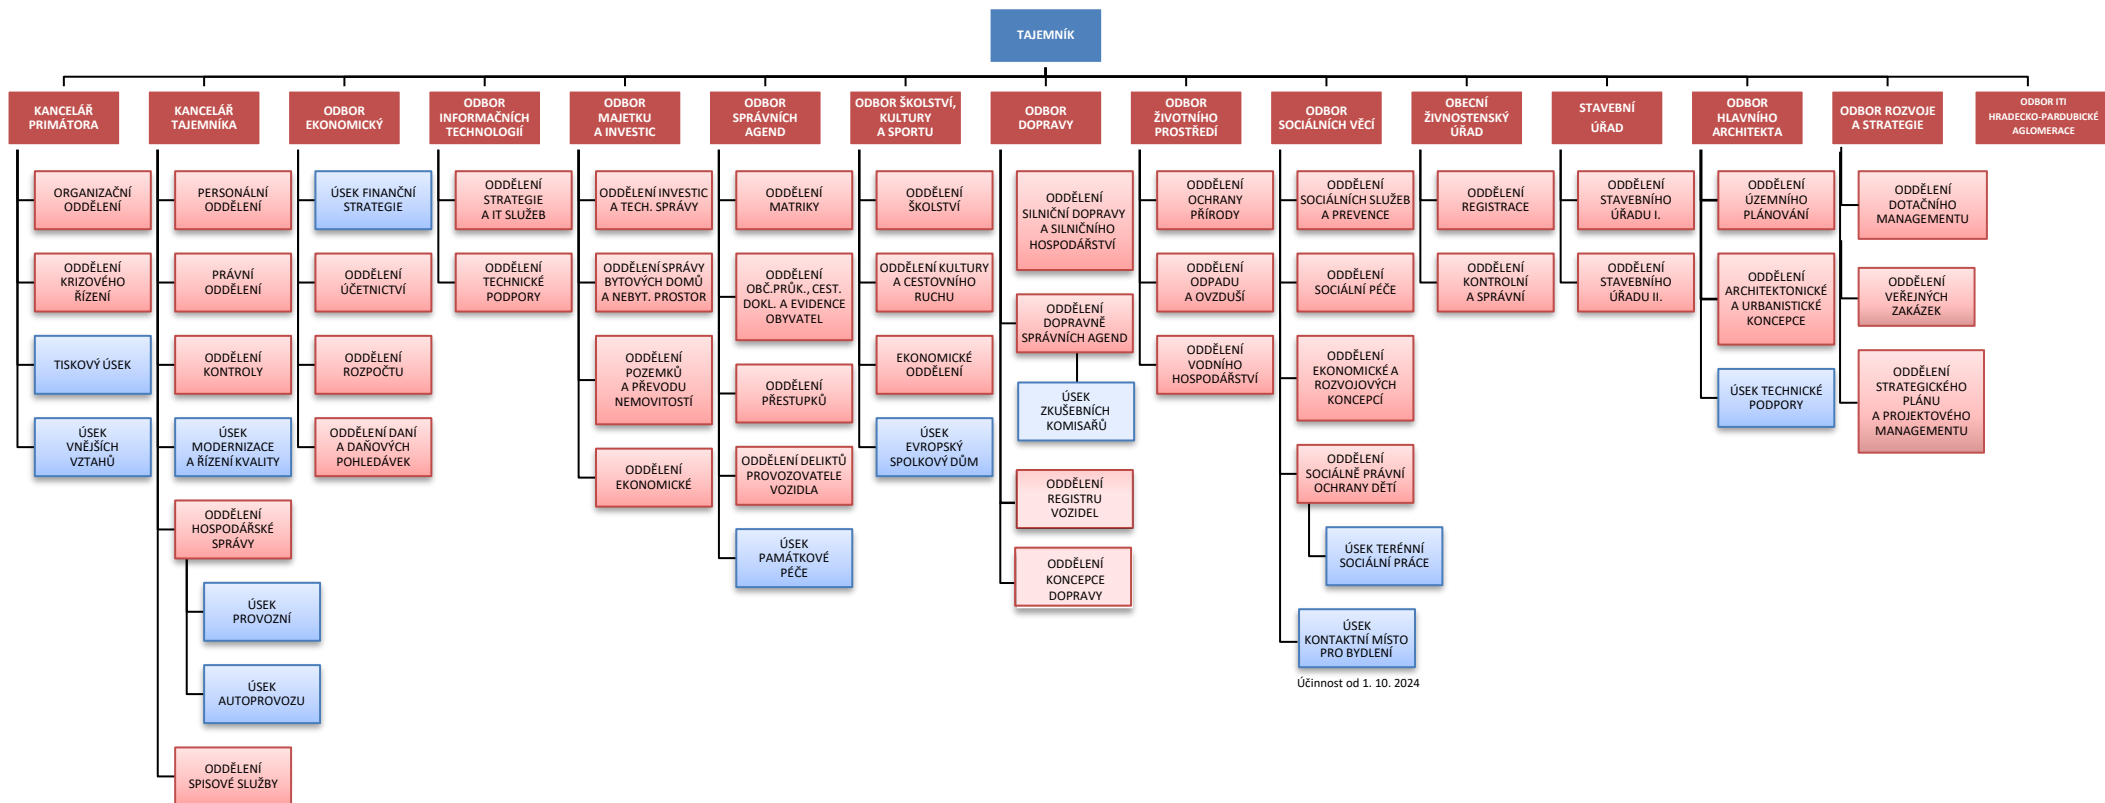 TAJEMNÍK
KANCELÁŘ
PRIMÁTORA
ORGANIZAČNÍ
ODDĚLENÍ
ODDĚLENÍ
KRIZOVÉHO
ŘÍZENÍ
TISKOVÝ ÚSEK
ÚSEK
VNĚJŠÍCH
VZTAHŮ
KANCELÁŘ
TAJEMNÍKA
PERSONÁLNÍ
ODDĚLENÍ
PRÁVNÍ
ODDĚLENÍ
ODDĚLENÍ
KONTROLY
ÚSEK
MODERNIZACE
A ŘÍZENÍ KVALITY
ODDĚLENÍ
HOSPODÁŘSKÉ
SPRÁVY
ÚSEK
PROVOZNÍ
ÚSEK
AUTOPROVOZU
ODDĚLENÍ
SPISOVÉ SLUŽBY
ODBOR
EKONOMICKÝ
ÚSEK FINANČNÍ
STRATEGIE
ODDĚLENÍ
ÚČETNICTVÍ
ODDĚLENÍ
ROZPOČTU
ODDĚLENÍ DANÍ
A DAŇOVÝCH
POHLEDÁVEK
ODBOR
INFORMAČNÍCH
TECHNOLOGIÍ
ODDĚLENÍ
STRATEGIE
A IT SLUŽEB
ODDĚLENÍ
TECHNICKÉ
PODPORY
ODBOR
MAJETKU
A INVESTIC
ODDĚLENÍ INVESTIC
A TECH. SPRÁVY
ODDĚLENÍ SPRÁVY
BYTOVÝCH DOMŮ
A NEBYT. PROSTOR
ODDĚLENÍ
POZEMKŮ
A PŘEVODU
NEMOVITOSTÍ
ODDĚLENÍ
EKONOMICKÉ
ODBOR
SPRÁVNÍCH
AGEND
ODDĚLENÍ
MATRIKY
ODDĚLENÍ
OBČ.PRŮK., CEST.
DOKL. A EVIDENCE
OBYVATEL
ODDĚLENÍ
PŘESTUPKŮ
ODDĚLENÍ DELIKTŮ
PROVOZOVATELE
VOZIDLA
ÚSEK
PAMÁTKOVÉ
PÉČE
ODBOR ŠKOLSTVÍ,
KULTURY
A SPORTU
ODDĚLENÍ
ŠKOLSTVÍ
ODDĚLENÍ KULTURY
A CESTOVNÍHO
RUCHU
EKONOMICKÉ
ODDĚLENÍ
ÚSEK
EVROPSKÝ
SPOLKOVÝ DŮM
ODBOR
DOPRAVY
ODDĚLENÍ
SILNIČNÍ DOPRAVY
A SILNIČNÍHO
HOSPODÁŘSTVÍ
ODDĚLENÍ
DOPRAVNĚ
SPRÁVNÍCH AGEND
ÚSEK
ZKUŠEBNÍCH
KOMISAŘŮ
ODDĚLENÍ
REGISTRU
VOZIDEL
ODDĚLENÍ
KONCEPCE
DOPRAVY
ODBOR
ŽIVOTNÍHO
PROSTŘEDÍ
ODDĚLENÍ
OCHRANY
PŘÍRODY
ODDĚLENÍ
ODPADU
A OVZDUŠÍ
ODDĚLENÍ
VODNÍHO
HOSPODÁŘSTVÍ
ODBOR
SOCIÁLNÍCH VĚCÍ
ODDĚLENÍ
SOCIÁLNÍCH SLUŽEB
A PREVENCE
ODDĚLENÍ
SOCIÁLNÍ PÉČE
ODDĚLENÍ
EKONOMICKÉ A
ROZVOJOVÝCH
KONCEPCÍ
ODDĚLENÍ
SOCIÁLNĚ PRÁVNÍ
OCHRANY DĚTÍ
ÚSEK TERÉNNÍ
SOCIÁLNÍ PRÁCE
ÚSEK
KONTAKTNÍ MÍSTO
PRO BYDLENÍ
Účinnost od 1. 10. 2024
OBECNÍ
ŽIVNOSTENSKÝ
ÚŘAD
ODDĚLENÍ
REGISTRACE
ODDĚLENÍ
KONTROLNÍ
A SPRÁVNÍ
STAVEBNÍ
ÚŘAD
ODDĚLENÍ
STAVEBNÍHO
ÚŘADU I.
ODDĚLENÍ
STAVEBNÍHO
ÚŘADU II.
ODBOR
HLAVNÍHO
ARCHITEKTA
ODDĚLENÍ
ÚZEMNÍHO
PLÁNOVÁNÍ
ODDĚLENÍ
ARCHITEKTONICKÉ
A URBANISTICKÉ
KONCEPCE
ÚSEK TECHNICKÉ
PODPORY
ODBOR ROZVOJE
A STRATEGIE
ODDĚLENÍ
DOTAČNÍHO
MANAGEMENTU
ODDĚLENÍ
VEŘEJNÝCH
ZAKÁZEK
ODDĚLENÍ
STRATEGICKÉHO
PLÁNU
A PROJEKTOVÉHO
MANAGEMENTU
ODBOR ITI
HRADECKO-PARDUBICKÉ
AGLOMERACE